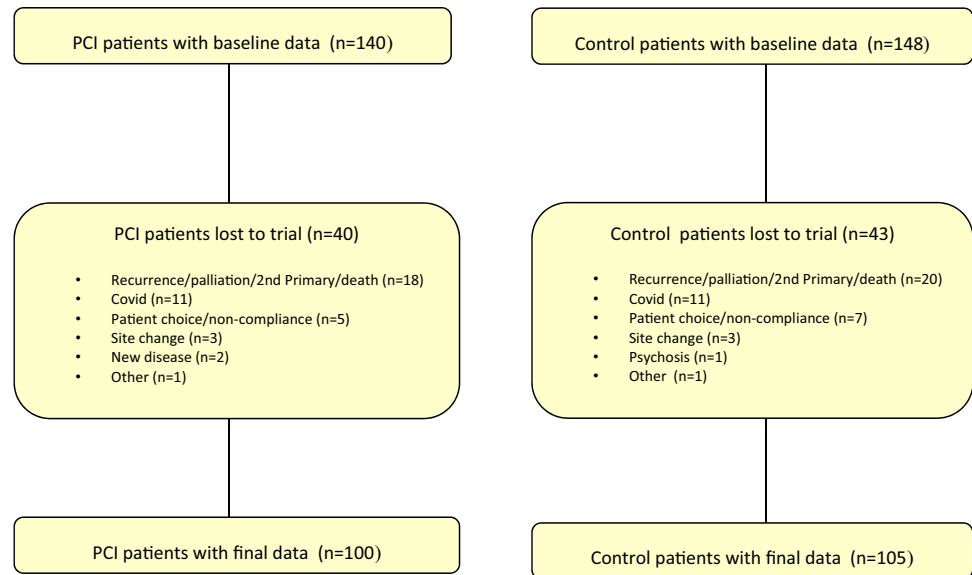 PCI patients with baseline data (n=140)
PCI patients lost to trial (n=40)
• Recurrence/palliation/2nd Primary/death (n=18)
• Covid (n=11)
• Patient choice/non-compliance (n=5)
• Site change (n=3)
• New disease (n=2)
• Other (n=1)
PCI patients with final data (n=100)
Control patients with baseline data (n=148)
Control patients lost to trial (n=43)
• Recurrence/palliation/2nd Primary/death (n=20)
• Covid (n=11)
• Patient choice/non-compliance (n=7)
• Site change (n=3)
• Psychosis (n=1)
• Other (n=1)
Control patients with final data (n=105)